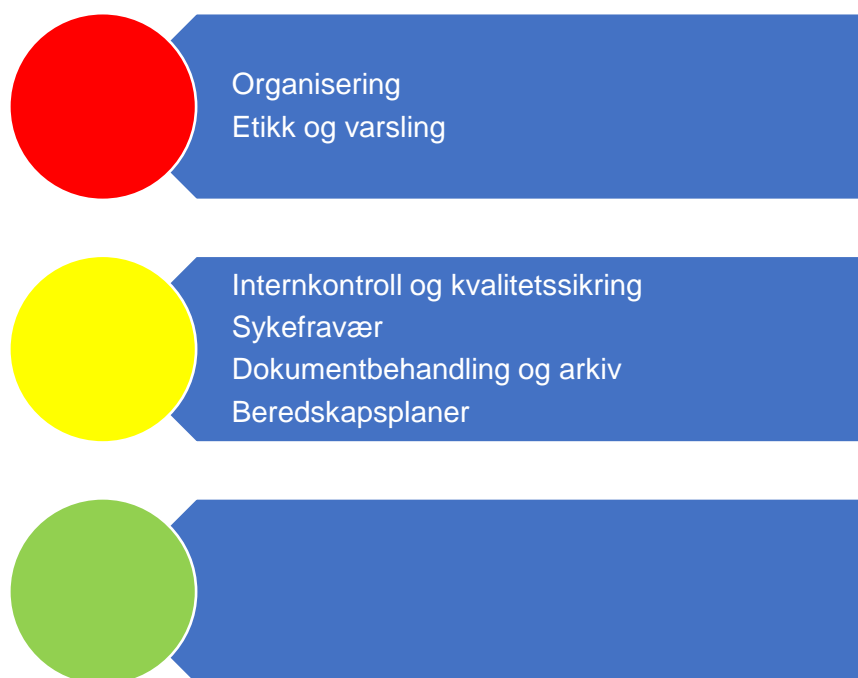 Organisering
Etikk og varsling
Internkontroll og kvalitetssikring
Sykefravær
Dokumentbehandling og arkiv
Beredskapsplaner